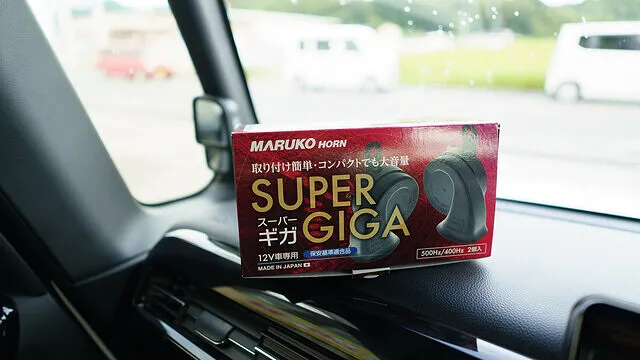 MARUKO HORN
取り付け簡単・コンパクトでも大音量
SUPER
スーパー
ギガ
GIGA
12V車専用
保安基準適合品
500Hz/400Hz 2個入
MADE IN JAPAN